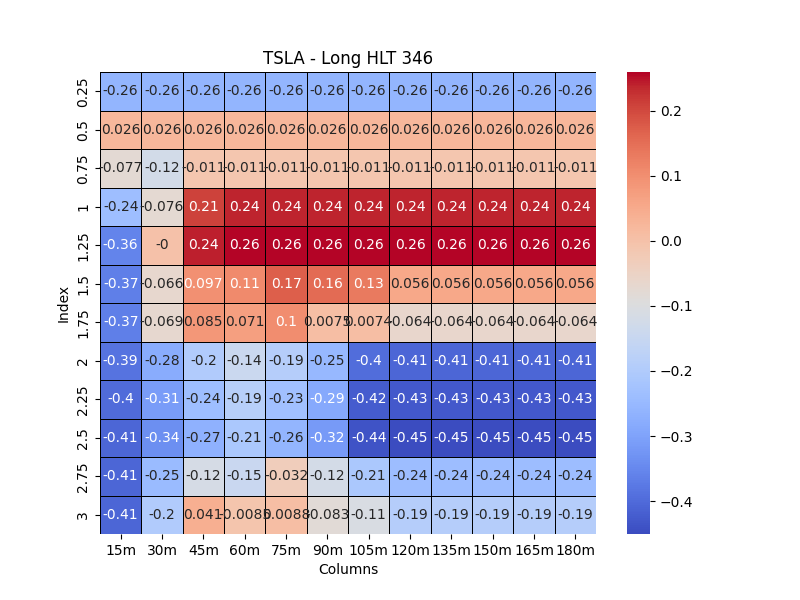 TSLA - Long HLT 346
0.25 -0.26 -0.26 -0.26 -0.26 -0.26 -0.26 -0.26 -0.26 -0.26 -0.26 -0.26 -0.26
0.5 0.026 0.026 0.026 0.026 0.026 0.026 0.026 0.026 0.026 0.026 0.026 0.026
0.75 -0.077 -0.12 -0.011 -0.011 -0.011 -0.011 -0.011 -0.011 -0.011 -0.011 -0.011 -0.011
1 -0.24 -0.076 0.21 0.24 0.24 0.24 0.24 0.24 0.24 0.24 0.24 0.24
1.25 -0.36 -0 0.24 0.26 0.26 0.26 0.26 0.26 0.26 0.26 0.26 0.26
1.5 -0.37 -0.066 0.097 0.11 0.17 0.16 0.13 0.056 0.056 0.056 0.056 0.056
1.75 -0.37 -0.069 0.085 0.071 0.1 0.0075 0.0074 -0.064 -0.064 -0.064 -0.064 -0.064
2 -0.39 -0.28 -0.2 -0.14 -0.19 -0.25 -0.4 -0.41 -0.41 -0.41 -0.41 -0.41
2.25 -0.4 -0.31 -0.24 -0.19 -0.23 -0.29 -0.42 -0.43 -0.43 -0.43 -0.43 -0.43
2.5 -0.41 -0.34 -0.27 -0.21 -0.26 -0.32 -0.44 -0.45 -0.45 -0.45 -0.45 -0.45
2.75 -0.41 -0.25 -0.12 -0.15 -0.032 -0.12 -0.21 -0.24 -0.24 -0.24 -0.24 -0.24
3 -0.41 -0.2 0.041 0.0088 -0.083 -0.11 -0.19 -0.19 -0.19 -0.19 -0.19
15m 30m 45m 60m 75m 90m 105m 120m 135m 150m 165m 180m
Columns
Index
0.2
0.1
0.0
−0.1
−0.2
−0.3
−0.4